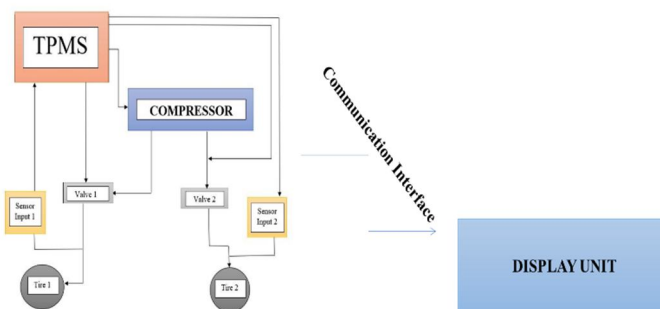 TPMS
COMPRESSOR
Communication Interface
Sensor
Input 1
Valve 1
Valve 2
Sensor
Input 2
DISPLAY UNIT
Tire 1
Tire 2